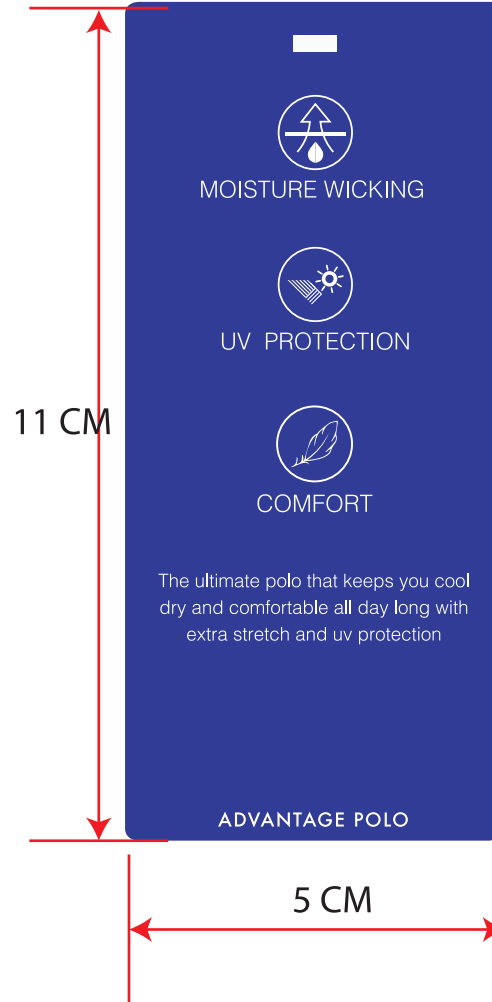 MOISTURE WICKING
UV PROTECTION
11 CM
COMFORT
The ultimate polo that keeps you cool
dry and comfortable all day long with
extra stretch and uv protection
ADVANTAGE POLO
5 CM